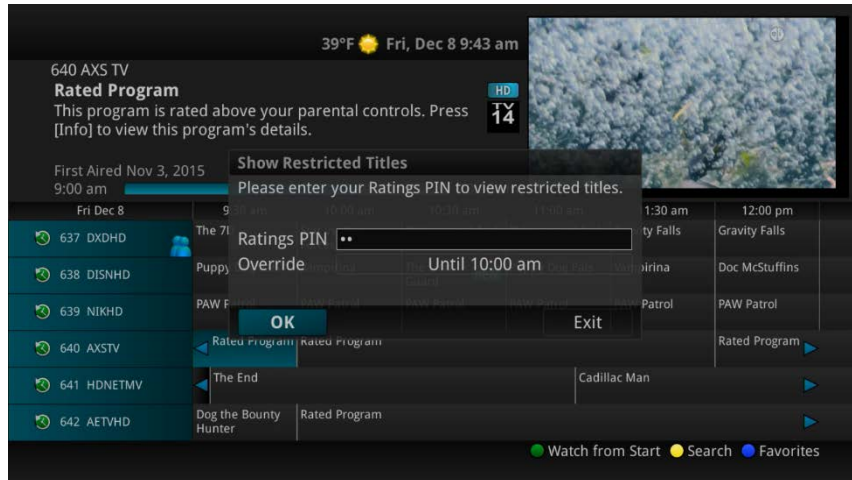 39°F Fri, Dec 8 9:43 am
640 AXS TV
Rated Program
HD
This program is rated above your parental controls. Press
TV
14
[Info] to view this program's details.
First Aired Nov 3, 2015
9:00 am
Show Restricted Titles
Please enter your Ratings PIN to view restricted titles.
Ratings PIN ••
Override Until 10:00 am
OK Exit
Fri Dec 8 1:30 am 12:00 pm
637 DXDHD The 7 ty Falls Gravity Falls
638 DISNHD Puppy pirina Doc McStuffins
639 NIKHD PAW P Patrol PAW Patrol
640 AXSTV Rated Program Rated Program Rated Program
641 HDNETMV The End Cadillac Man
642 AETVHD Dog the Bounty Rated Program
Hunter
Watch from Start Search Favorites